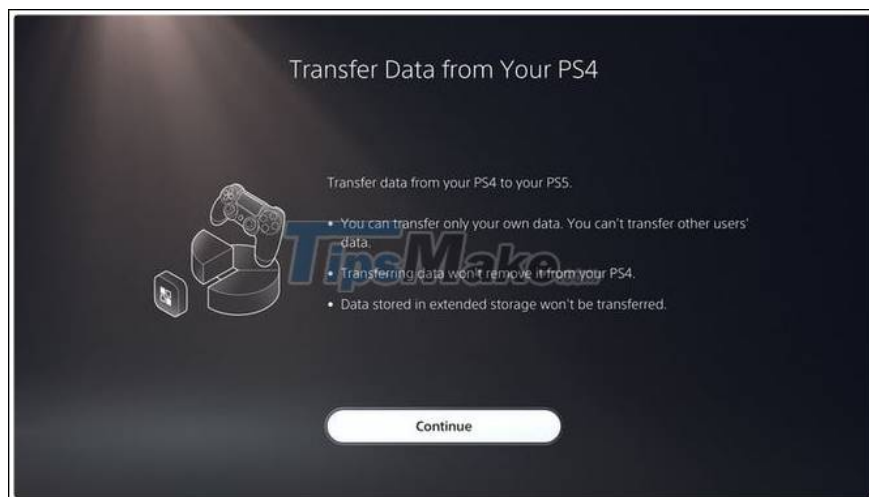 Transfer Data from Your PS4
Transfer data from your PS4 to your PS5.
• You can transfer only your own data. You can't transfer other users'
data.
TipsMake
• Transferring data won't remove it from your PS4.
• Data stored in extended storage won't be transferred.
Continue